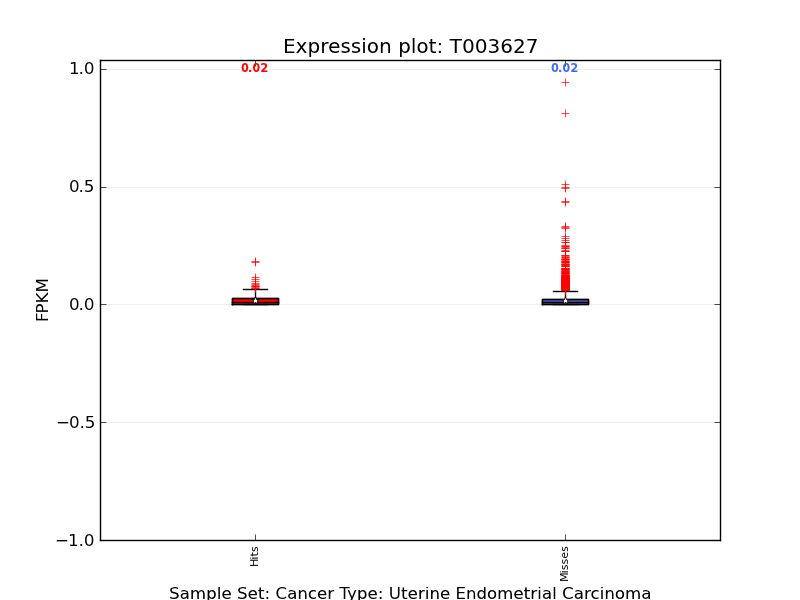 Expression plot: T003627
1.0
0.02
0.02
0.5
0.0
FPKM
−0.5
−1.0
Hits
Misses
Sample Set: Cancer Type: Uterine Endometrial Carcinoma